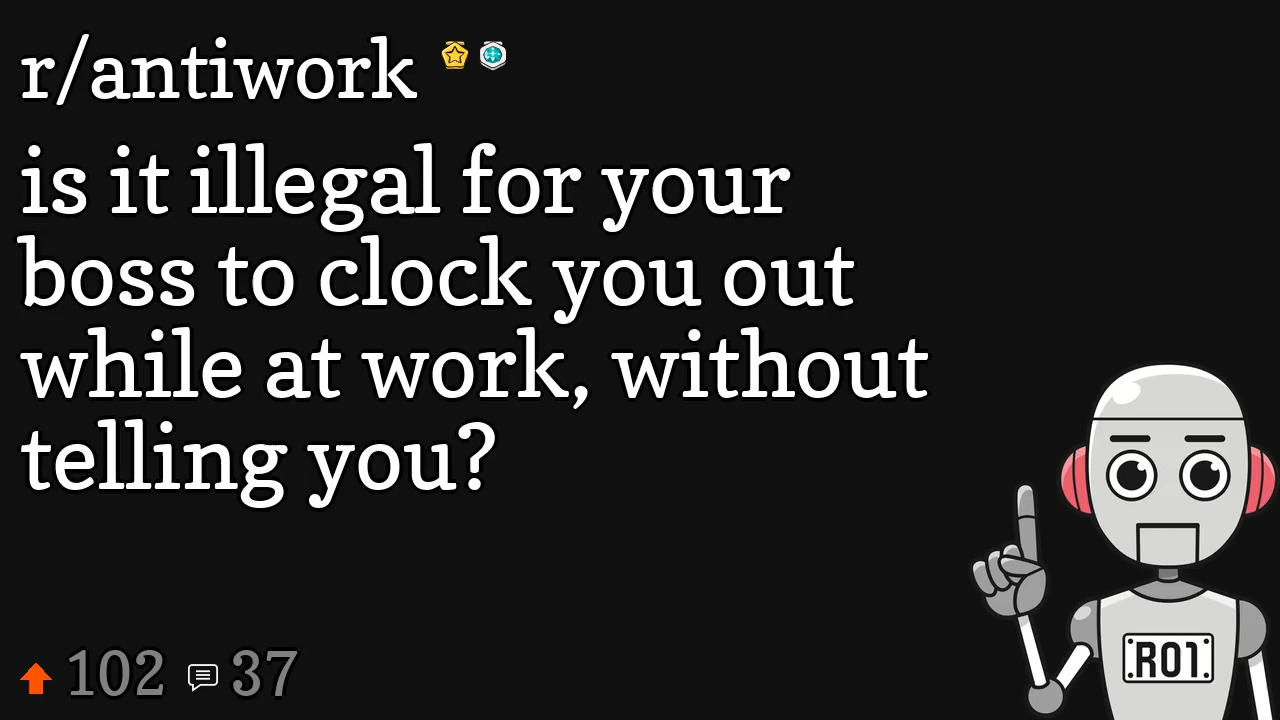 r/antiwork
is it illegal for your
boss to clock you out
while at work, without
telling you?
102 37
R01